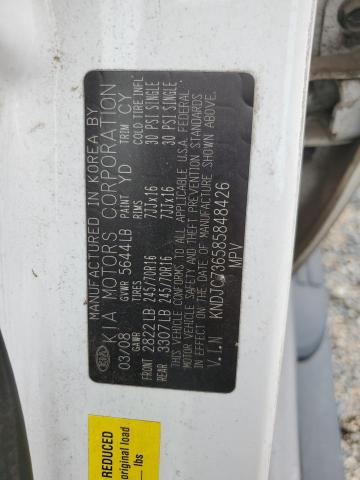 MANUFACTURED IN KOREA BY
KIA MOTORS CORPORATION
03/08 GVWR 5644LB PAINT YD TRIM CY
TIRES RIMS COLD TIRE INFL
FRONT 2822LB 245/70R16 7JJx16 30 PSI SINGLE
REAR 3307LB 245/70R16 7JJx16 30 PSI SINGLE
THIS VEHICLE CONFORMS TO ALL APPLICABLE U.S.A. FEDERAL
MOTOR VEHICLE SAFETY AND THEFT PREVENTION STANDARDS
IN EFFECT ON THE DATE OF MANUFACTURE SHOWN ABOVE.
V.I.N KNDJC736585848426
MPV
KIA
REDUCED
original load
lbs